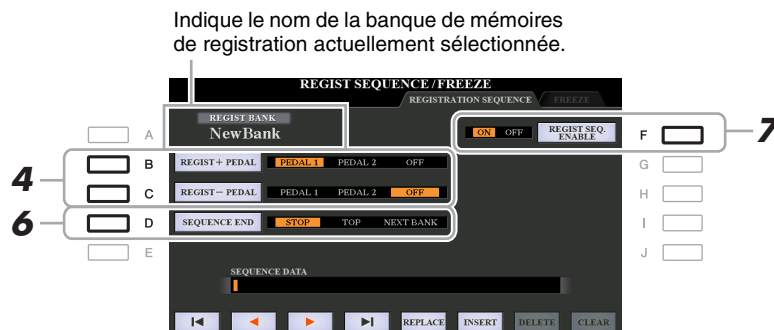 Indique le nom de la banque de mémoires
de registration actuellement sélectionnée.
REGIST SEQUENCE/FREEZE
REGISTRATION SEQUENCE FREEZE
REGIST BANK
NewBank
ON OFF REGIST SEQ.
ENABLE
A F 7
4 B REGIST+ PEDAL PEDAL 1 PEDAL 2 OFF G
C REGIST− PEDAL PEDAL 1 PEDAL 2 OFF H
6 D SEQUENCE END STOP TOP NEXT BANK I
E J
SEQUENCE DATA
REPLACE INSERT DELETE CLEAR